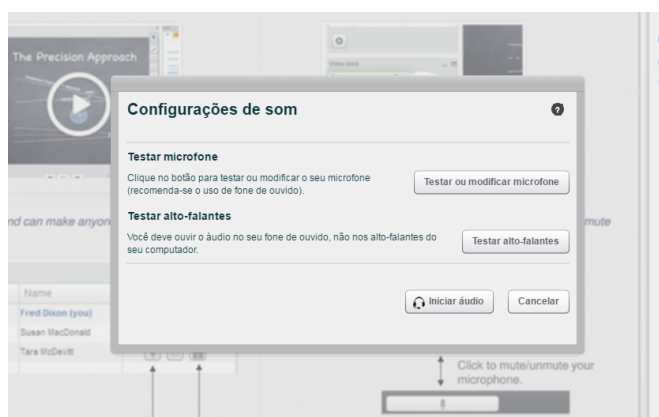 The Precision Approach
Video dock
Configurações de som
Testar microfone
Clique no botão para testar ou modificar o seu microfone
(recomenda-se o uso de fone de ouvido).
Testar ou modificar microfone
Testar alto-falantes
Você deve ouvir o áudio no seu fone de ouvido, não nos alto-falantes do
seu computador.
Testar alto-falantes
Iniciar áudio
Cancelar
nd can make anyon
mute
Name
Fred Dixon (you)
Susan MacDonald
Tara McDevitt
Click to mute/unmute your
microphone.